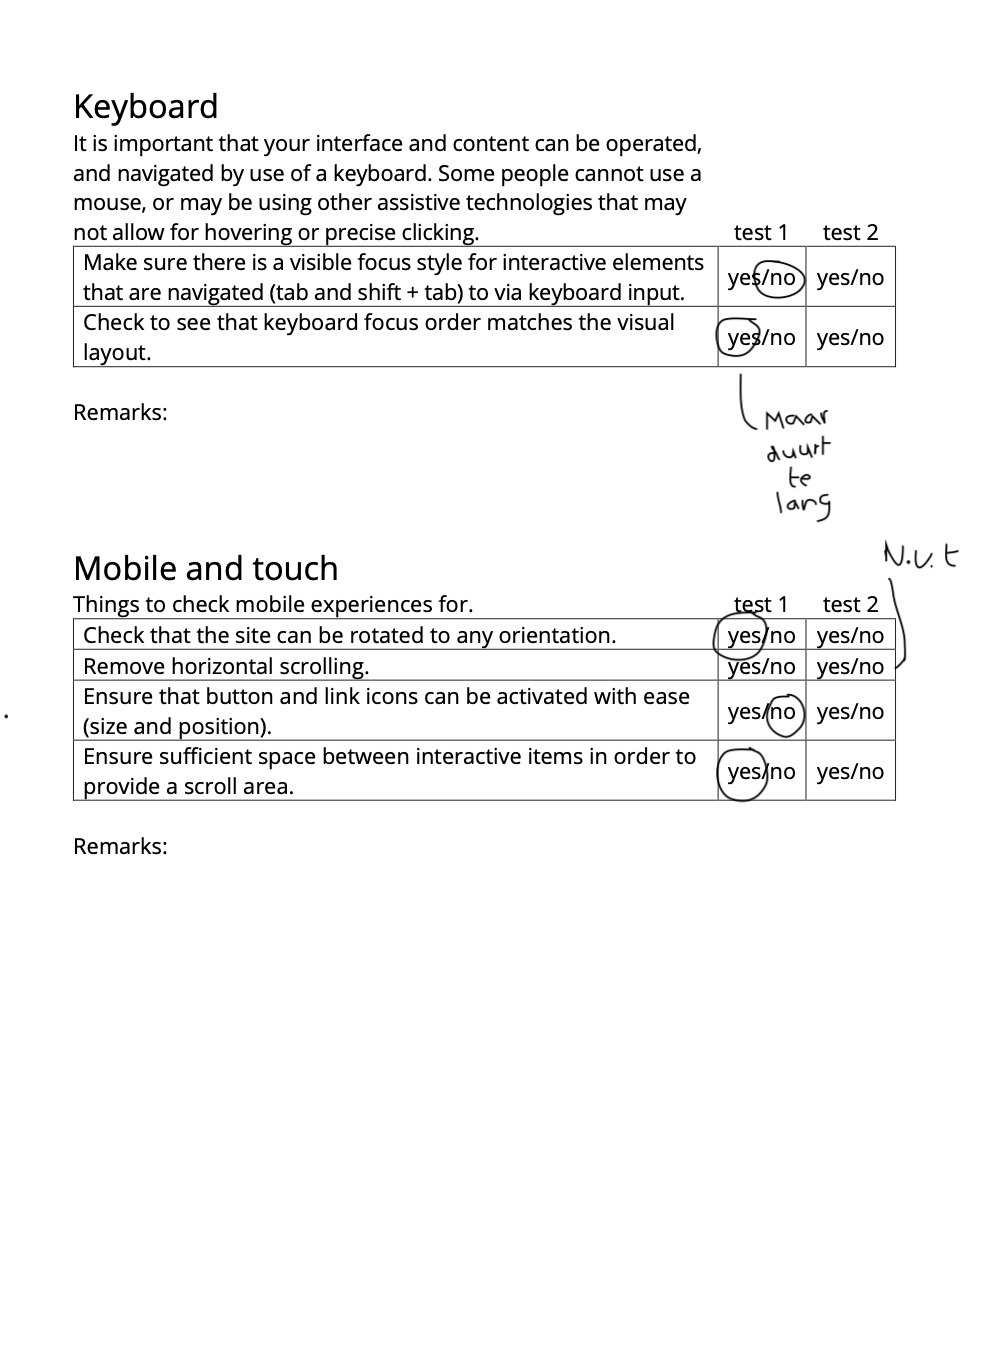 Keyboard
It is important that your interface and content can be operated,
and navigated by use of a keyboard. Some people cannot use a
mouse, or may be using other assistive technologies that may
not allow for hovering or precise clicking. test 1 test 2
Make sure there is a visible focus style for interactive elements
that are navigated (tab and shift + tab) to via keyboard input. yes/no yes/no
Check to see that keyboard focus order matches the visual
layout. yes/no yes/no
Remarks:
Maar
duurt
te
lang
N.v.t
Mobile and touch
Things to check mobile experiences for. test 1 test 2
Check that the site can be rotated to any orientation. yes/no yes/no
Remove horizontal scrolling. yes/no yes/no
Ensure that button and link icons can be activated with ease
(size and position). yes/no yes/no
Ensure sufficient space between interactive items in order to
provide a scroll area. yes/no yes/no
Remarks: